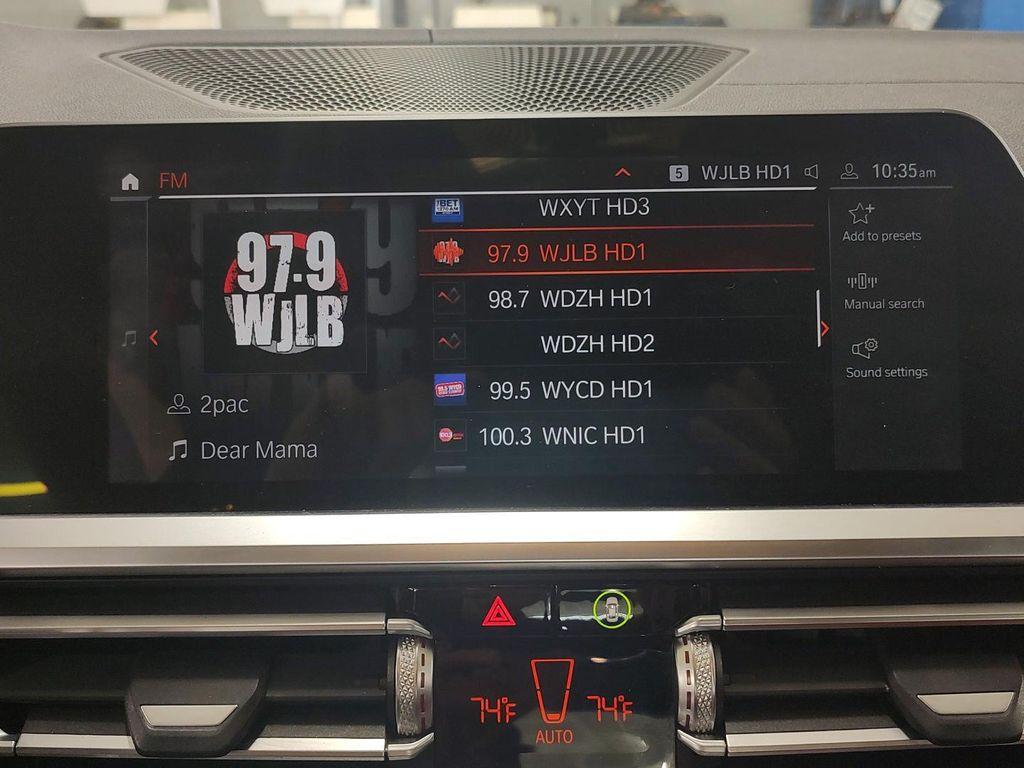 FM
5 WJLB HD1
10:35am
97.9
WJLB
2pac
Dear Mama
WXYT HD3
97.9 WJLB HD1
98.7 WDZH HD1
WDZH HD2
99.5 WYCD HD1
100.3 WNIC HD1
Add to presets
Manual search
Sound settings
74°F
74°F
AUTO